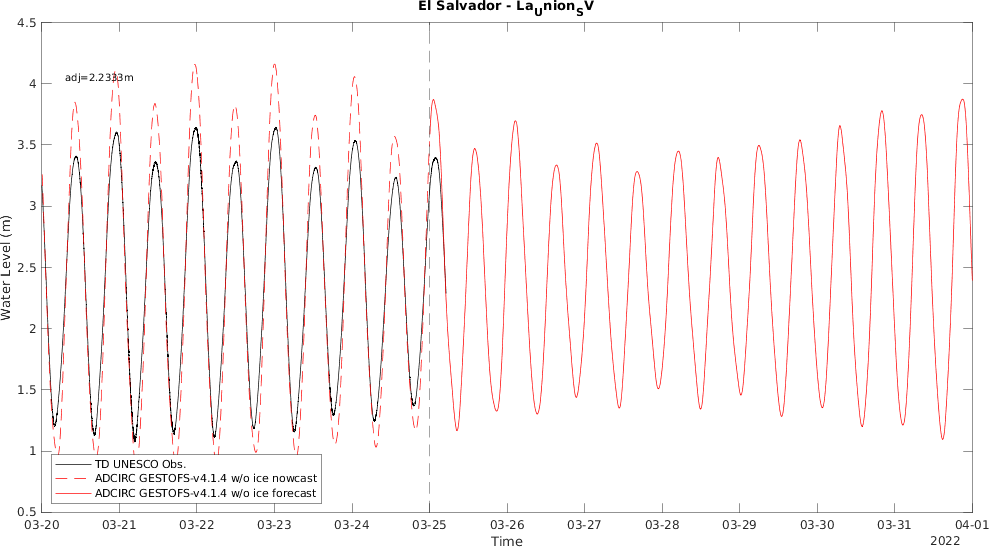 El Salvador - La_Union_SV
adj=2.2333m
Water Level (m)
4.5
4
3.5
3
2.5
2
1.5
1
0.5
TD UNESCO Obs.
ADCIRC GESTOFS-v4.1.4 w/o ice nowcast
ADCIRC GESTOFS-v4.1.4 w/o ice forecast
03-20 03-21 03-22 03-23 03-24 03-25 03-26 03-27 03-28 03-29 03-30 03-31 04-01
Time
2022